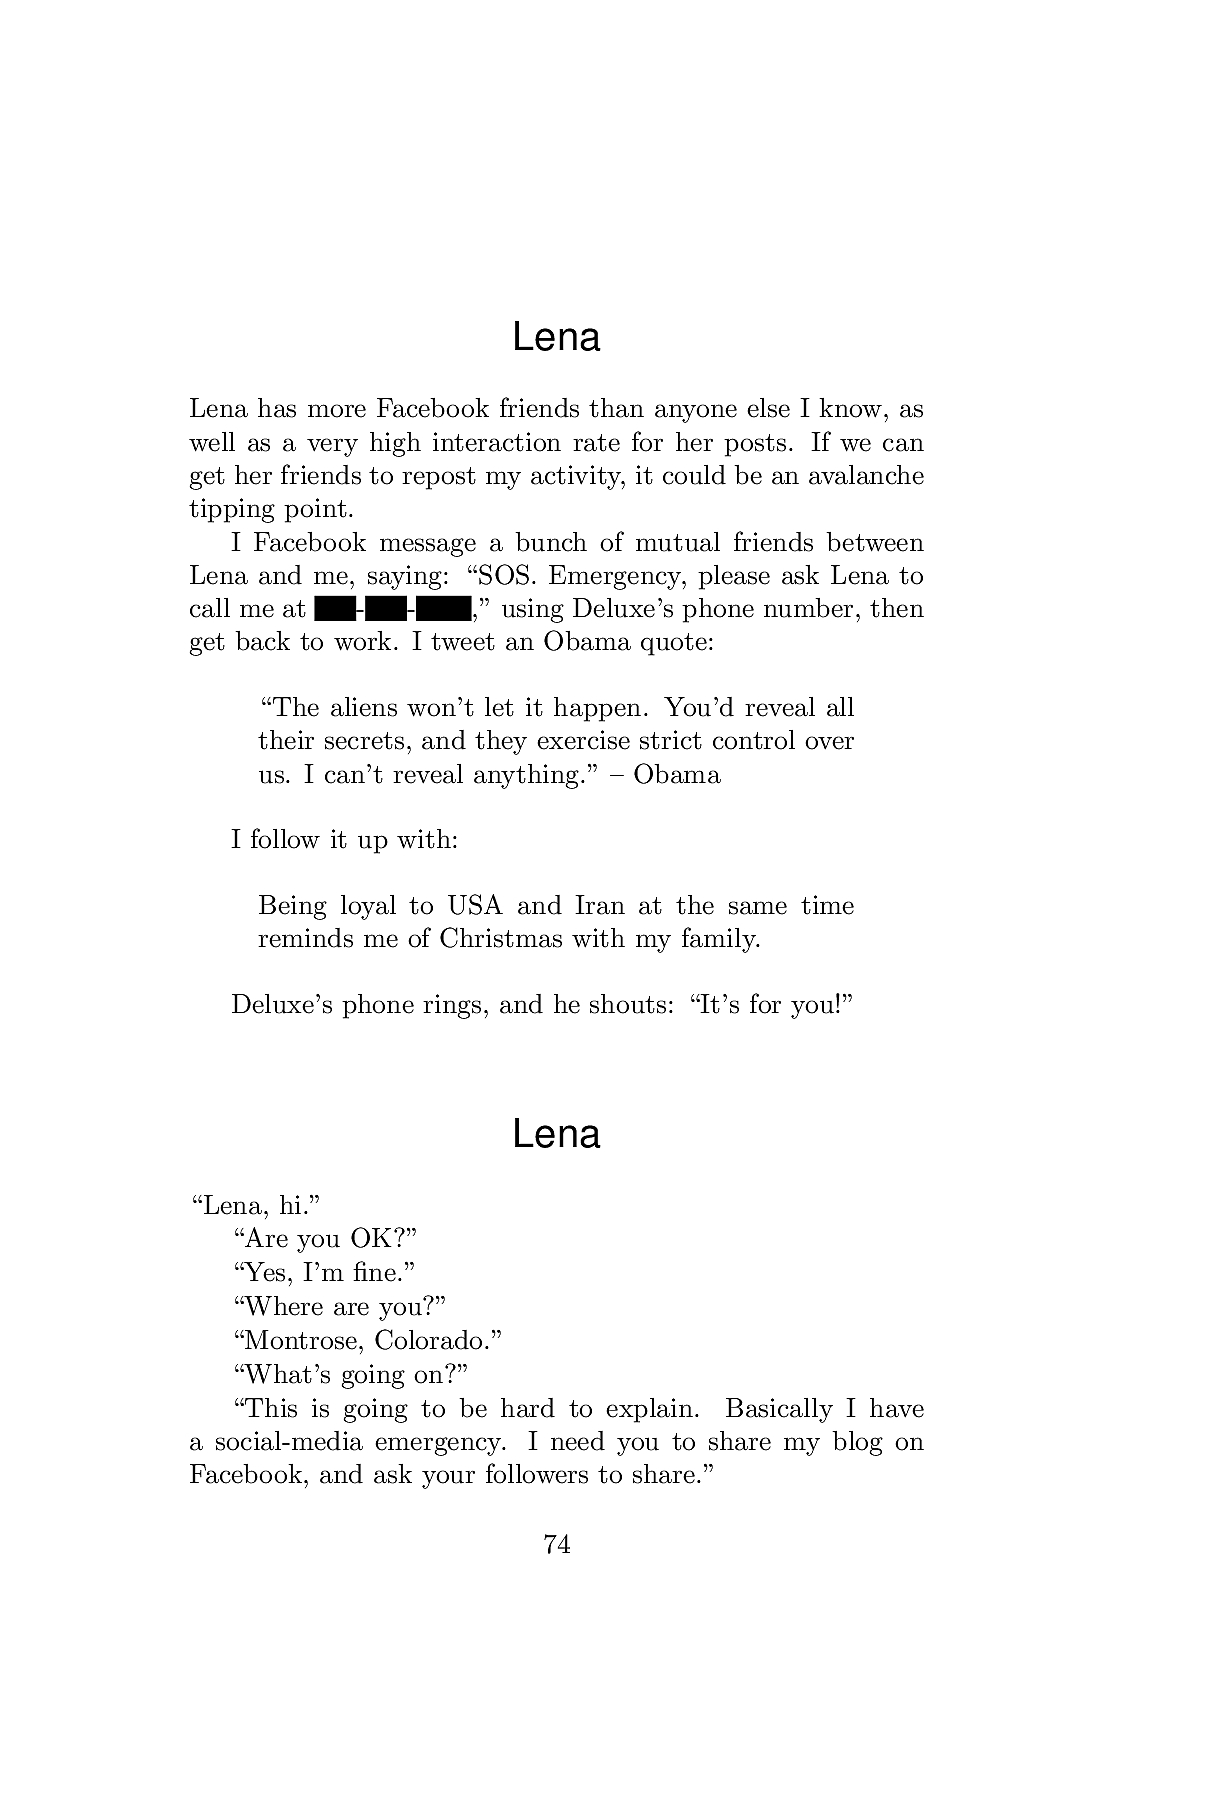 Lena
Lena has more Facebook friends than anyone else I know, as
well as a very high interaction rate for her posts. If we can
get her friends to repost my activity, it could be an avalanche
tipping point.
I Facebook message a bunch of mutual friends between
Lena and me, saying: “SOS. Emergency, please ask Lena to
call me at - - ,” using Deluxe’s phone number, then
get back to work. I tweet an Obama quote:
“The aliens won’t let it happen. You’d reveal all
their secrets, and they exercise strict control over
us. I can’t reveal anything.” – Obama
I follow it up with:
Being loyal to USA and Iran at the same time
reminds me of Christmas with my family.
Deluxe’s phone rings, and he shouts: “It’s for you!”
Lena
“Lena, hi.”
“Are you OK?”
“Yes, I’m fine.”
“Where are you?”
“Montrose, Colorado.”
“What’s going on?”
“This is going to be hard to explain. Basically I have
a social-media emergency. I need you to share my blog on
Facebook, and ask your followers to share.”
74